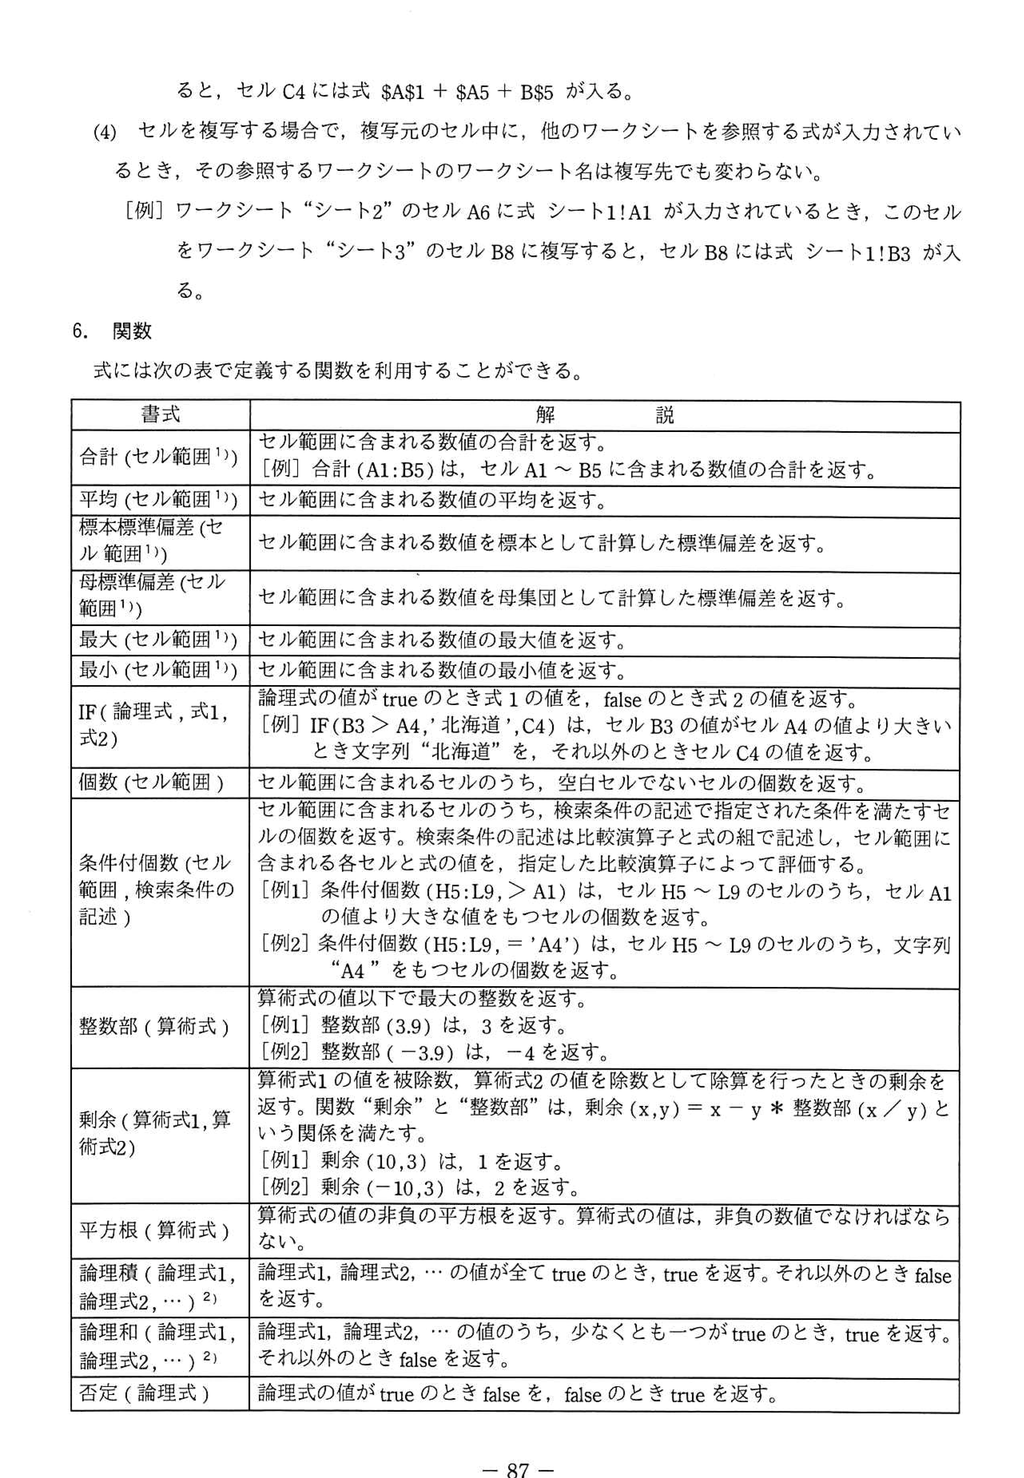 ると，セル C4 には式 $A$1 + $A5 + B$5 が入る。
(4) セルを複写する場合で，複写元のセル中に，他のワークシートを参照する式が入力されてい
るとき，その参照するワークシートのワークシート名は複写先でも変わらない。
［例］ワークシート“シート2”のセル A6 に式 シート1!A1 が入力されているとき，このセル
をワークシート“シート3”のセル B8 に複写すると，セル B8 には式 シート1!B3 が入
る。
6. 関数
式には次の表で定義する関数を利用することができる。
書式 解説
合計 (セル範囲1))
セル範囲に含まれる数値の合計を返す。
［例］合計 (A1:B5) は，セル A1 ～ B5 に含まれる数値の合計を返す。
平均 (セル範囲1)) セル範囲に含まれる数値の平均を返す。
標本標準偏差 (セ
ル 範囲1))
セル範囲に含まれる数値を標本として計算した標準偏差を返す。
母標準偏差 (セル
範囲1))
セル範囲に含まれる数値を母集団として計算した標準偏差を返す。
最大 (セル範囲1)) セル範囲に含まれる数値の最大値を返す。
最小 (セル範囲1)) セル範囲に含まれる数値の最小値を返す。
IF( 論理式 , 式1,
式2)
論理式の値が true のとき式 1 の値を，false のとき式 2 の値を返す。
［例］IF(B3 > A4,' 北海道 ',C4) は，セル B3 の値がセル A4 の値より大きい
とき文字列“北海道”を，それ以外のときセル C4 の値を返す。
個数 (セル範囲 ) セル範囲に含まれるセルのうち，空白セルでないセルの個数を返す。
条件付個数 (セル
範囲 , 検索条件の
記述 )
セル範囲に含まれるセルのうち，検索条件の記述で指定された条件を満たすセ
ルの個数を返す。検索条件の記述は比較演算子と式の組で記述し，セル範囲に
含まれる各セルと式の値を，指定した比較演算子によって評価する。
［例1］条件付個数 (H5:L9, > A1) は，セル H5 ～ L9 のセルのうち，セル A1
の値より大きな値をもつセルの個数を返す。
［例2］条件付個数 (H5:L9, = 'A4') は，セル H5 ～ L9 のセルのうち，文字列
“A4 ”をもつセルの個数を返す。
整数部 ( 算術式 )
算術式の値以下で最大の整数を返す。
［例1］整数部 (3.9) は，3 を返す。
［例2］整数部 ( −3.9) は，−4 を返す。
剰余 ( 算術式1, 算
術式2)
算術式1 の値を被除数，算術式2 の値を除数として除算を行ったときの剰余を
返す。関数“剰余”と“整数部”は，剰余 (x,y) = x − y ＊ 整数部 (x ／ y) と
いう関係を満たす。
［例1］剰余 (10,3) は，1 を返す。
［例2］剰余 (−10,3) は，2 を返す。
平方根 ( 算術式 )
算術式の値の非負の平方根を返す。算術式の値は，非負の数値でなければなら
ない。
論理積 ( 論理式1,
論理式2, … ) 2)
論理式1, 論理式2, … の値が全て true のとき, true を返す。それ以外のとき false
を返す。
論理和 ( 論理式1,
論理式2, … ) 2)
論理式1, 論理式2, … の値のうち，少なくとも一つが true のとき，true を返す。
それ以外のとき false を返す。
否定 ( 論理式 ) 論理式の値が true のとき false を，false のとき true を返す。
− 87 −